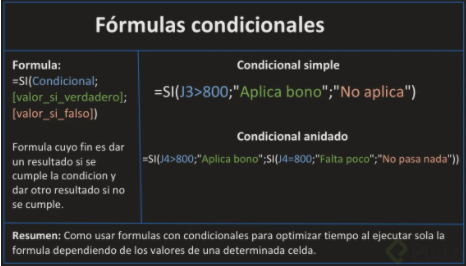 Fórmulas condicionales
Formula:
=SI(Condicional;
[valor_si_verdadero];
[valor_si_falso])
Formula cuyo fin es dar
un resultado si se
cumple la condicion y
dar otro resultado si no
se cumple.
Condicional simple
=SI(J3>800;"Aplica bono";"No aplica")
Condicional anidado
=SI(J4>800;"Aplica bono";SI(J4=800;"Falta poco";"No pasa nada"))
Resumen: Como usar formulas con condicionales para optimizar tiempo al ejecutar sola la
formula dependiendo de los valores de una determinada celda.